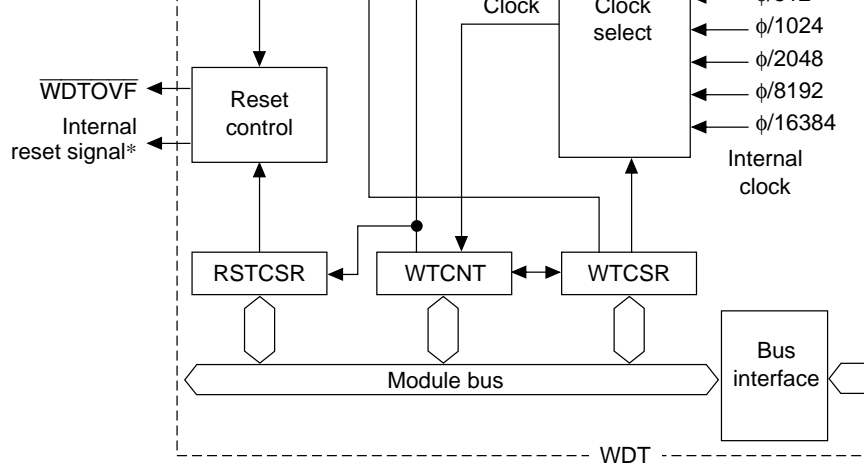 Clock
Clock
select
ϕ/1024
ϕ/2048
ϕ/8192
ϕ/16384
Internal
clock
WDTOVF
Internal
reset signal*
Reset
control
RSTCSR
WTCNT
WTCSR
Module bus
Bus
interface
WDT